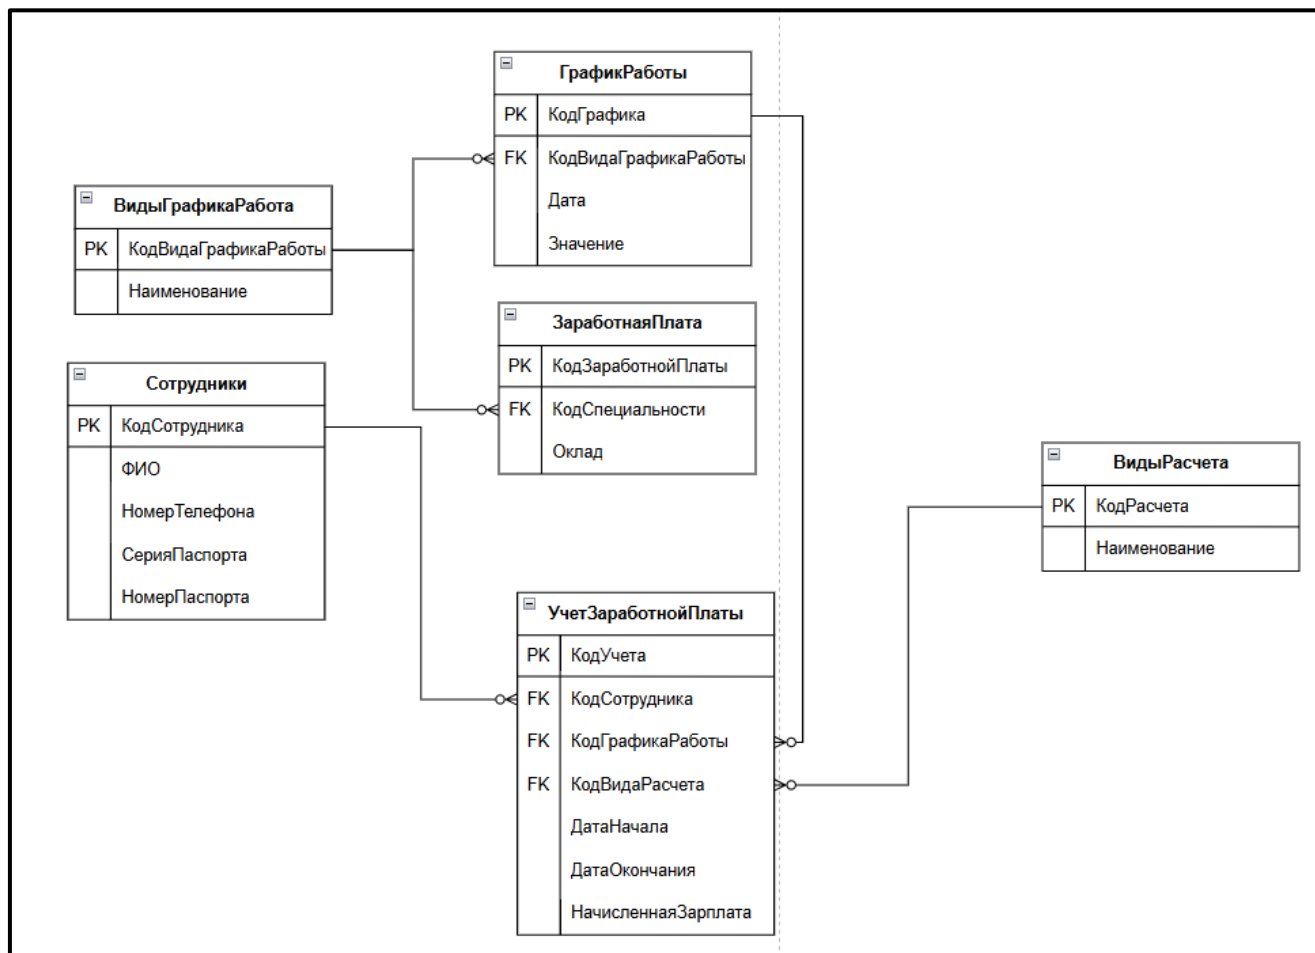 ГрафикРаботы
PK КодГрафика
FK КодВидаГрафикаРаботы
Дата
Значение
ВидыГрафикаРабота
PK КодВидаГрафикаРаботы
Наименование
ЗаработнаяПлата
PK КодЗаработнойПлаты
FK КодСпециальности
Оклад
Сотрудники
PK КодСотрудника
ФИО
НомерТелефона
СерияПаспорта
НомерПаспорта
ВидыРасчета
PK КодРасчета
Наименование
УчетЗаработнойПлаты
PK КодУчета
FK КодСотрудника
FK КодГрафикаРаботы
FK КодВидаРасчета
ДатаНачала
ДатаОкончания
НачисленнаяЗарплата